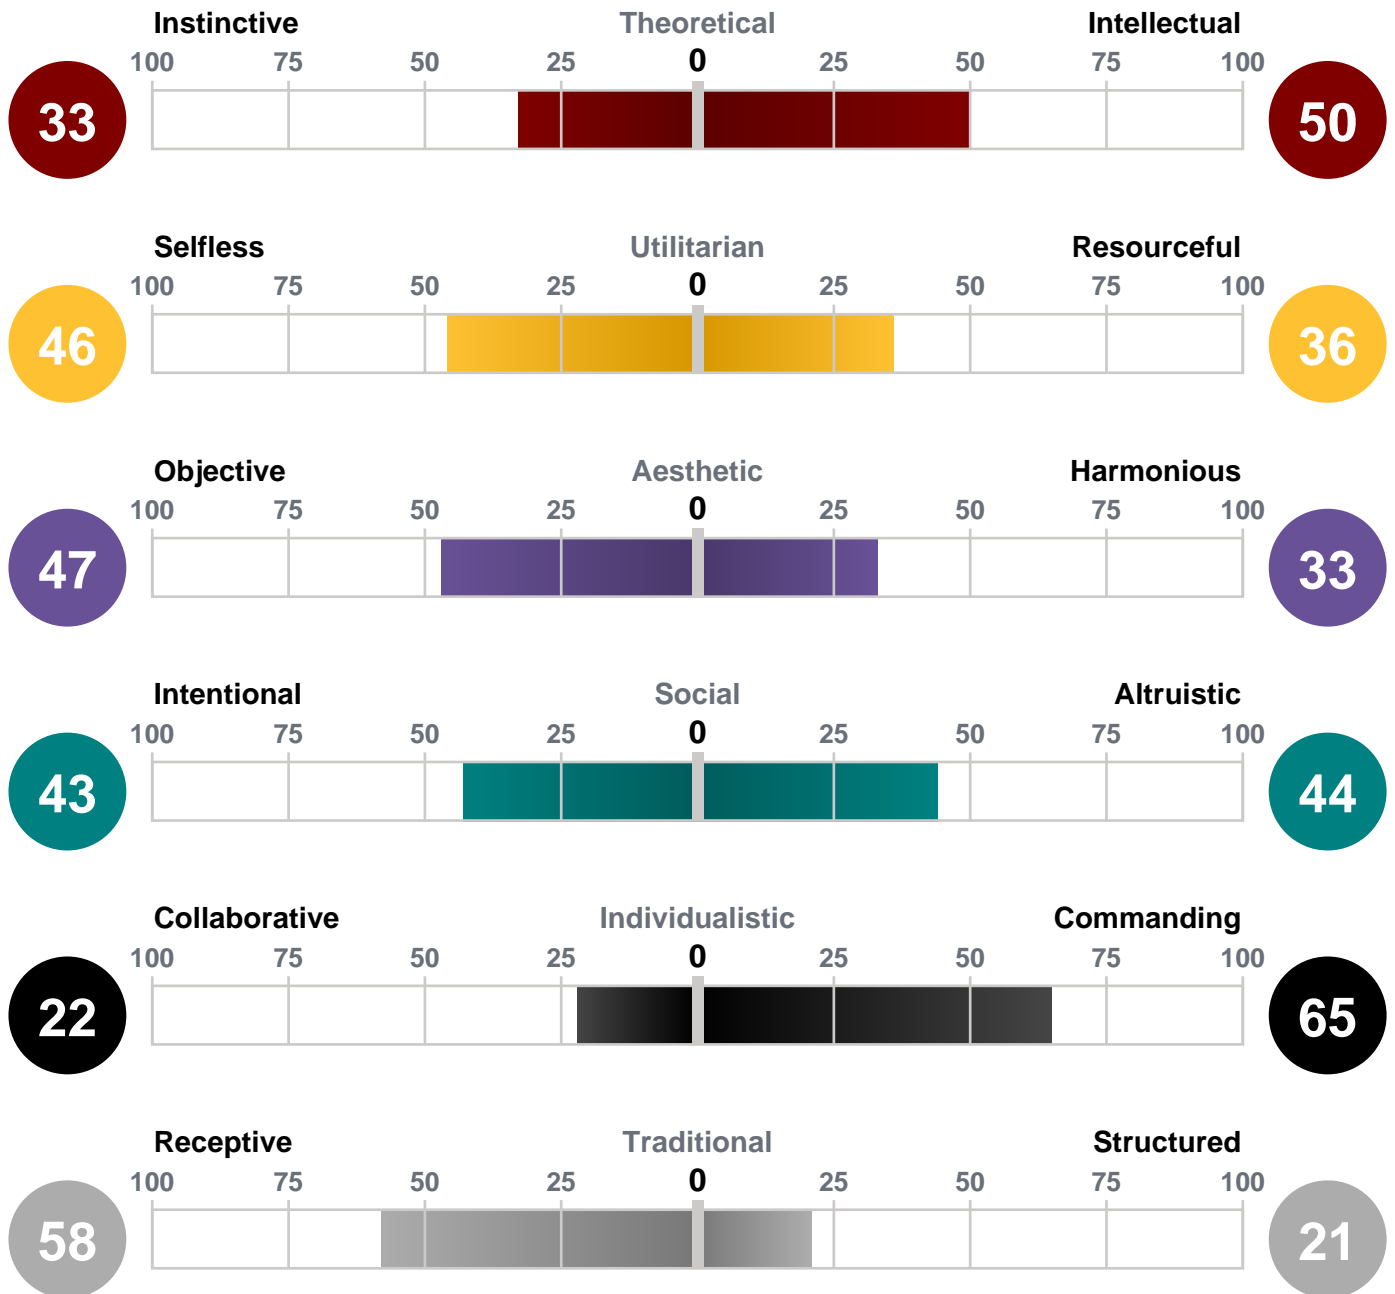 Instinctive Theoretical Intellectual
100 75 50 25 0 25 50 75 100
33 50
Selfless Utilitarian Resourceful
100 75 50 25 0 25 50 75 100
46 36
Objective Aesthetic Harmonious
100 75 50 25 0 25 50 75 100
47 33
Intentional Social Altruistic
100 75 50 25 0 25 50 75 100
43 44
Collaborative Individualistic Commanding
100 75 50 25 0 25 50 75 100
22 65
Receptive Traditional Structured
100 75 50 25 0 25 50 75 100
58 21